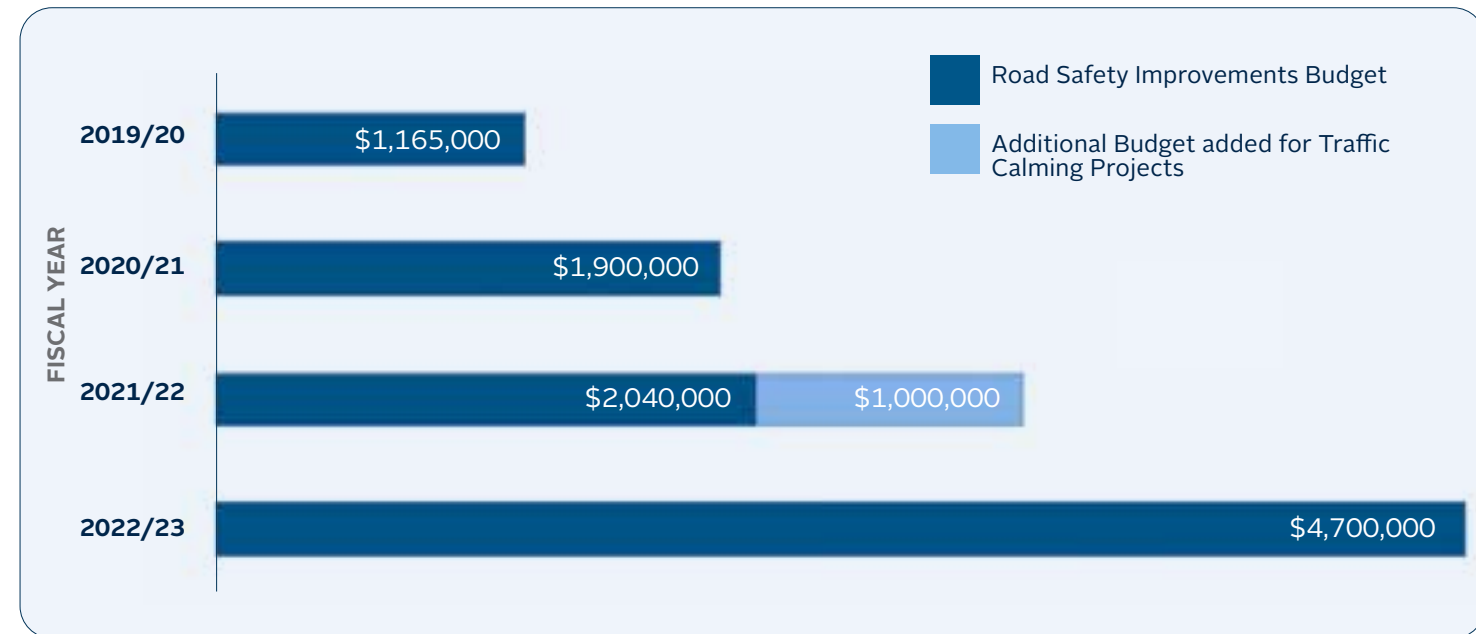 Road Safety Improvements Budget
Additional Budget added for Traffic
Calming Projects
FISCAL YEAR
2019/20
$1,165,000
2020/21
$1,900,000
2021/22
$2,040,000
$1,000,000
2022/23
$4,700,000